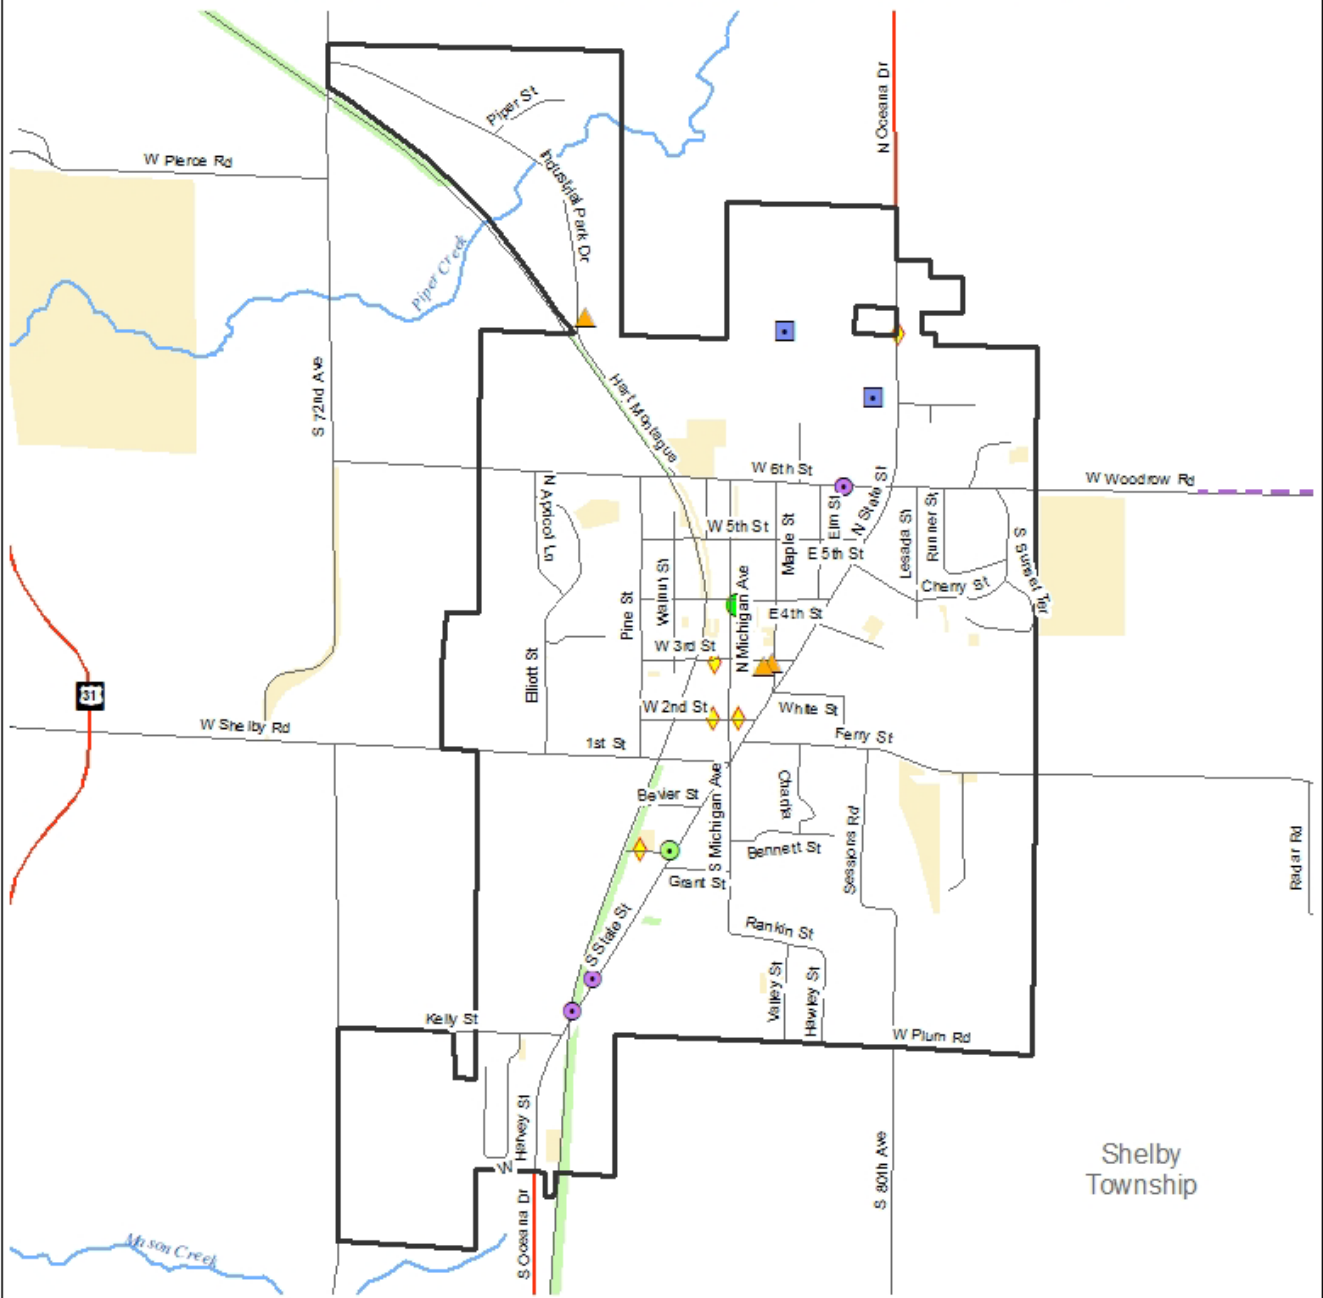 N Oceana Dr
Piper St
W Pierce Rd
Industrial Park Dr
Piper Creek
S 72nd Ave
Hart Montague
W 6th St
W Woodrow Rd
N Apricot Ln
W 5th St
Maple St
Elm St
N State St
Lesada St
Runner St
S Sunset Ter
E 5th St
Walnut St
N Michigan Ave
Cherry St
Pine St
E 4th St
W 3rd St
Elliott St
31
W 2nd St
White St
W Shelby Rd
1st St
Ferry St
Bevier St
S Michigan Ave
Sessions Rd
Radar Rd
Bennett St
Grant St
S State St
Rankin St
Valley St
Hawley St
Kelly St
W Plum Rd
Harvey St
W
S 80th Ave
Shelby
Township
S Oceana Dr
Mason Creek